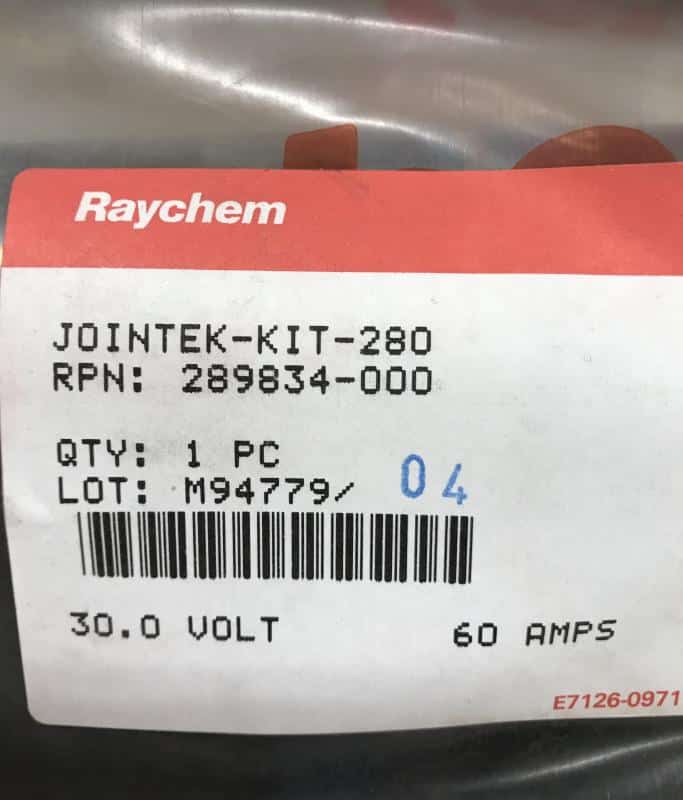 Raychem
JOINTEK-KIT-280
RPN: 289834-000
QTY: 1 PC
LOT: M94779/ 04
30.0 VOLT 60 AMPS
E7126-0971